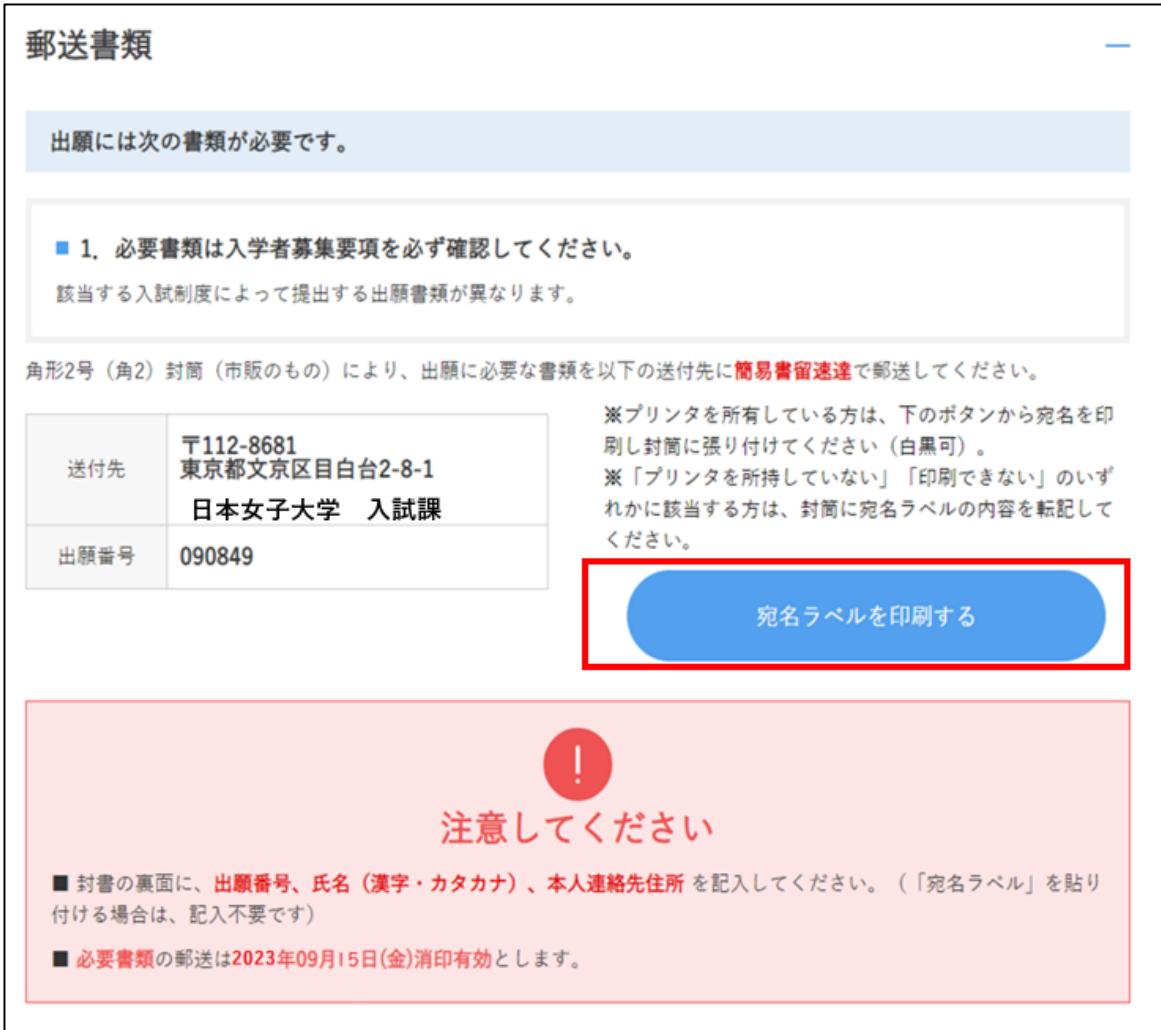 郵送書類
出願には次の書類が必要です。
■ 1．必要書類は入学者募集要項を必ず確認してください。
該当する入試制度によって提出する出願書類が異なります。
角形2号（角2）封筒（市販のもの）により、出願に必要な書類を以下の送付先に簡易書留速達で郵送してください。
送付先
〒112-8681
東京都文京区目白台2-8-1
日本女子大学　入試課
出願番号
090849
※プリンタを所有している方は、下のボタンから宛名を印
刷し封筒に張り付けてください（白黒可）。
※「プリンタを所持していない」「印刷できない」のいず
れかに該当する方は、封筒に宛名ラベルの内容を転記して
ください。
宛名ラベルを印刷する
!
注意してください
■ 封書の裏面に、出願番号、氏名（漢字・カタカナ）、本人連絡先住所 を記入してください。（「宛名ラベル」を貼り
付ける場合は、記入不要です）
■ 必要書類の郵送は2023年09月15日(金)消印有効とします。